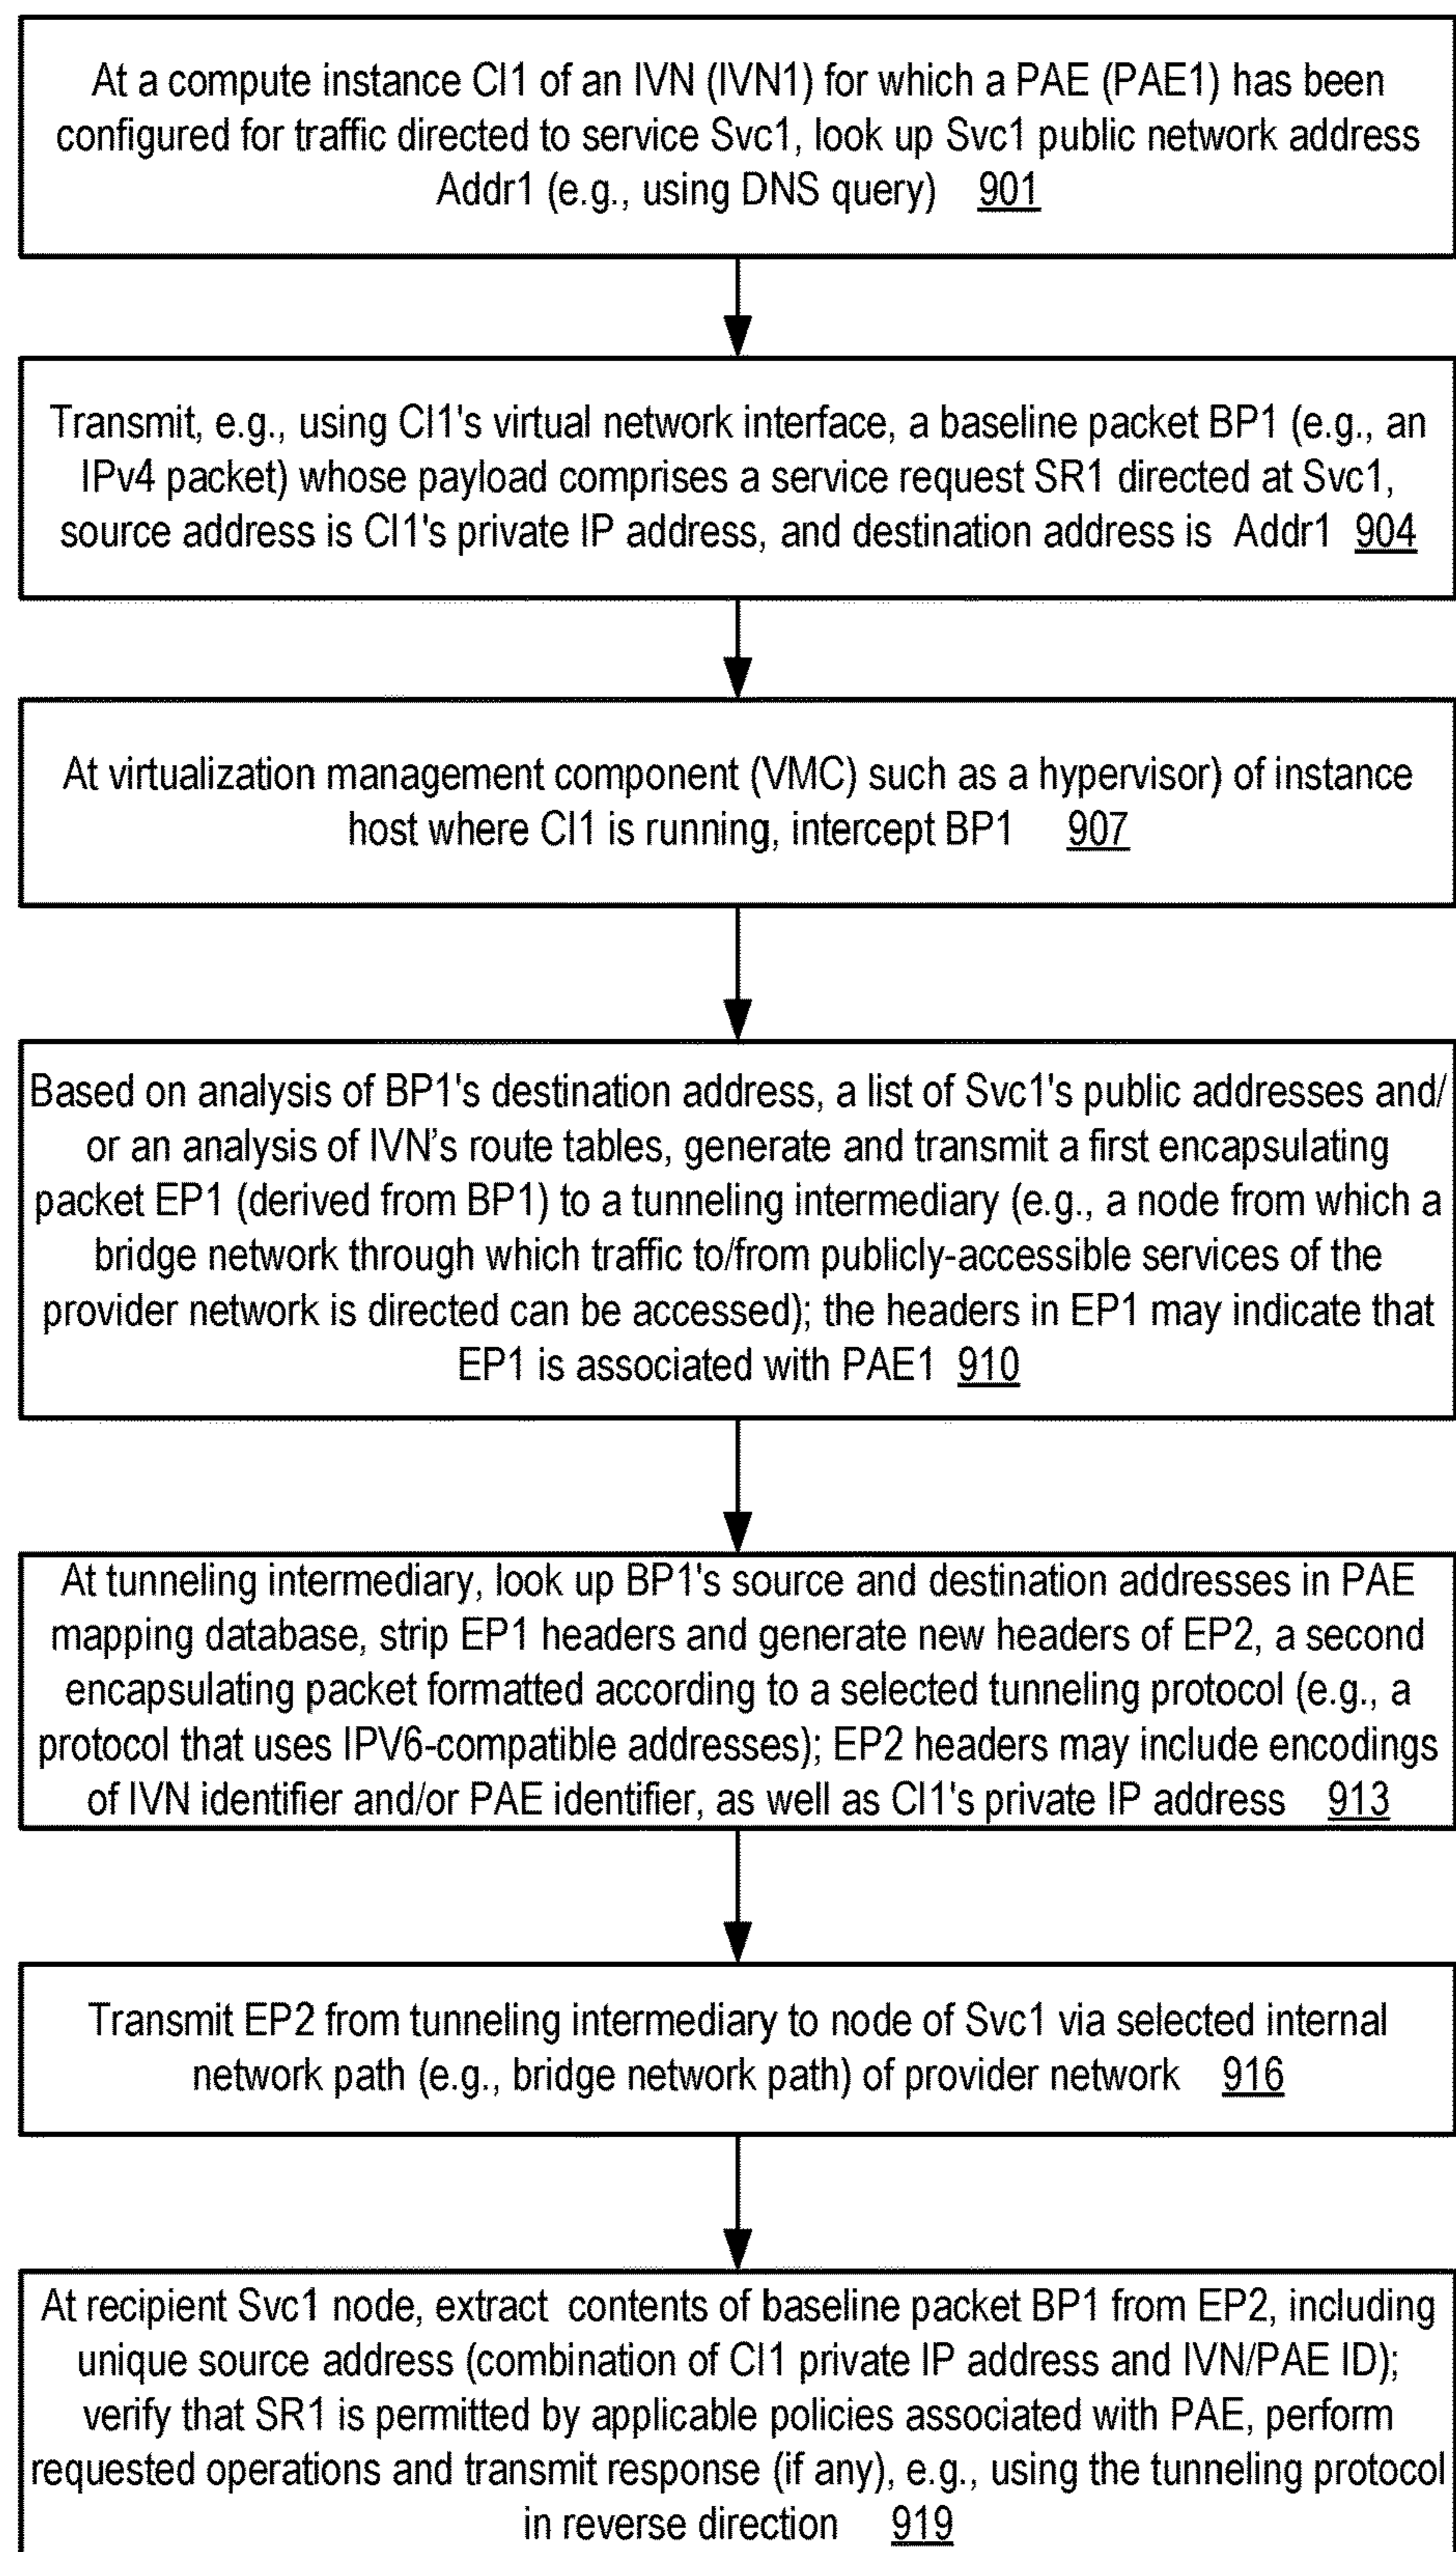 At a compute instance CI1 of an IVN (IVN1) for which a PAE (PAE1) has been
configured for traffic directed to service Svc1, look up Svc1 public network address
Addr1 (e.g., using DNS query) 901
Transmit, e.g., using CI1's virtual network interface, a baseline packet BP1 (e.g., an
IPv4 packet) whose payload comprises a service request SR1 directed at Svc1,
source address is CI1's private IP address, and destination address is Addr1 904
At virtualization management component (VMC) such as a hypervisor) of instance
host where CI1 is running, intercept BP1 907
Based on analysis of BP1's destination address, a list of Svc1's public addresses and/
or an analysis of IVN’s route tables, generate and transmit a first encapsulating
packet EP1 (derived from BP1) to a tunneling intermediary (e.g., a node from which a
bridge network through which traffic to/from publicly-accessible services of the
provider network is directed can be accessed); the headers in EP1 may indicate that
EP1 is associated with PAE1 910
At tunneling intermediary, look up BP1's source and destination addresses in PAE
mapping database, strip EP1 headers and generate new headers of EP2, a second
encapsulating packet formatted according to a selected tunneling protocol (e.g., a
protocol that uses IPV6-compatible addresses); EP2 headers may include encodings
of IVN identifier and/or PAE identifier, as well as CI1's private IP address 913
Transmit EP2 from tunneling intermediary to node of Svc1 via selected internal
network path (e.g., bridge network path) of provider network 916
At recipient Svc1 node, extract contents of baseline packet BP1 from EP2, including
unique source address (combination of CI1 private IP address and IVN/PAE ID);
verify that SR1 is permitted by applicable policies associated with PAE, perform
requested operations and transmit response (if any), e.g., using the tunneling protocol
in reverse direction 919